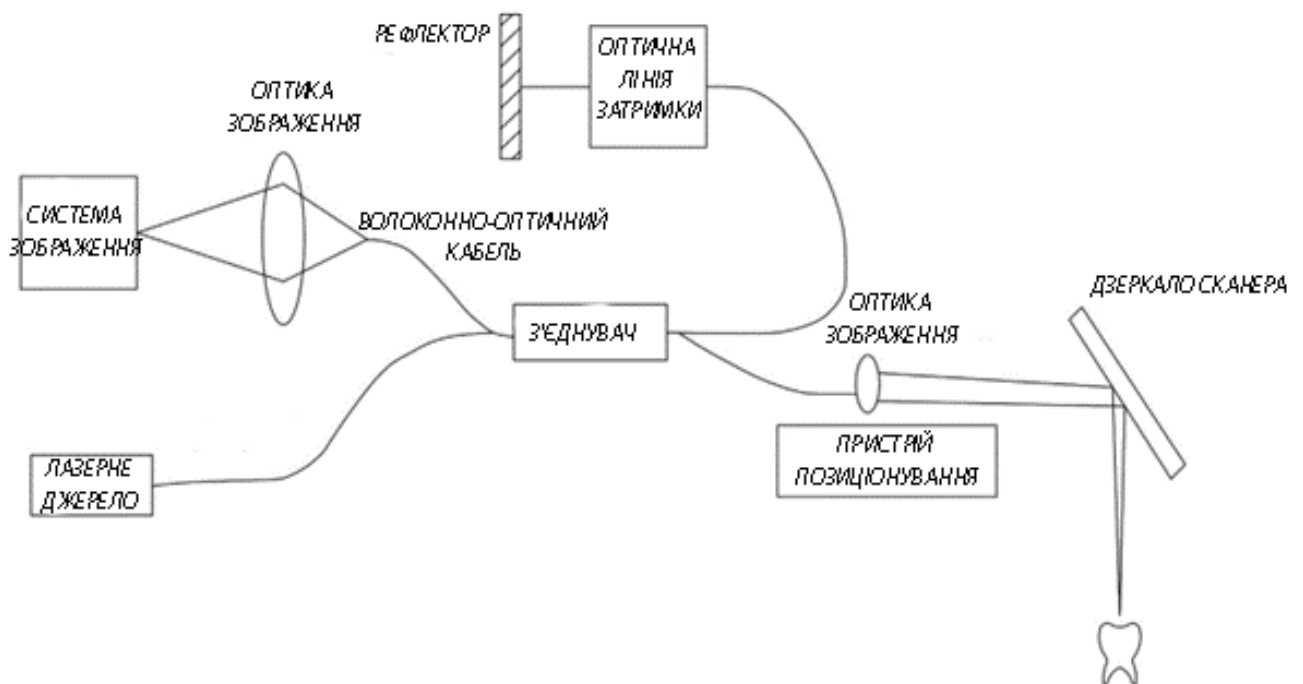 РЕФЛЕКТОР
ОПТИЧНА
ЛІНІЯ
ЗАТРИМКИ
ОПТИКА
ЗОБРАЖЕННЯ
СИСТЕМА
ЗОБРАЖЕННЯ
ВОЛОКОННО-ОПТИЧНИЙ
КАБЕЛЬ
З'ЄДНУВАЧ
ОПТИКА
ЗОБРАЖЕННЯ
ДЗЕРКАЛО СКАНЕРА
ЛАЗЕРНЕ
ДЖЕРЕЛО
ПРИСТРІЙ
ПОЗИЦІОНУВАННЯ